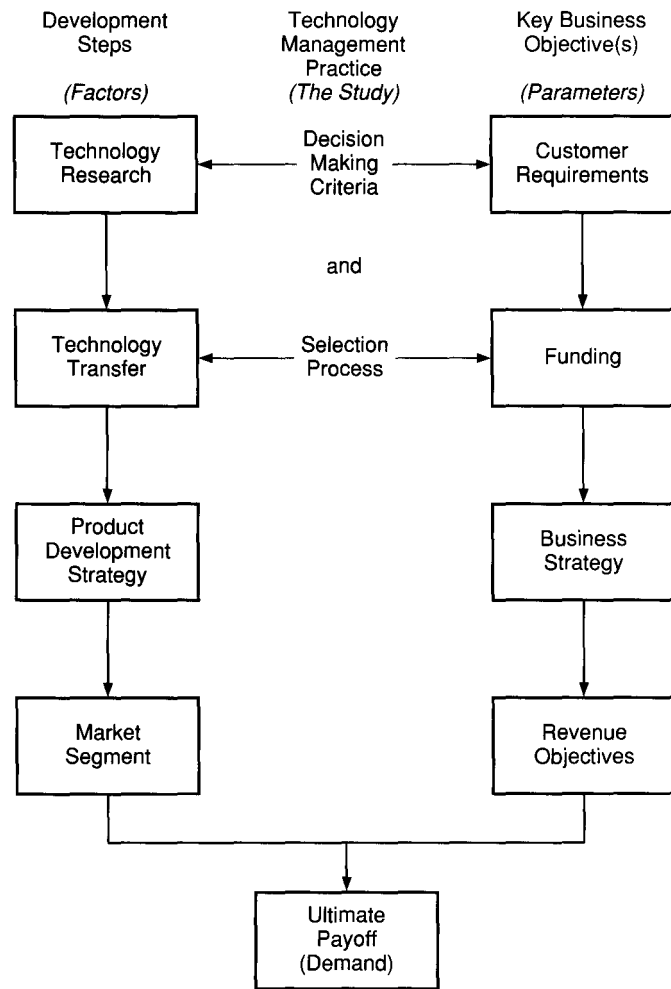 Development
Steps
(Factors)
Technology
Management
Practice
(The Study)
Key Business
Objective(s)
(Parameters)
Technology
Research
Decision
Making
Criteria
Customer
Requirements
and
Technology
Transfer
Selection
Process
Funding
Product
Development
Strategy
Business
Strategy
Market
Segment
Revenue
Objectives
Ultimate
Payoff
(Demand)